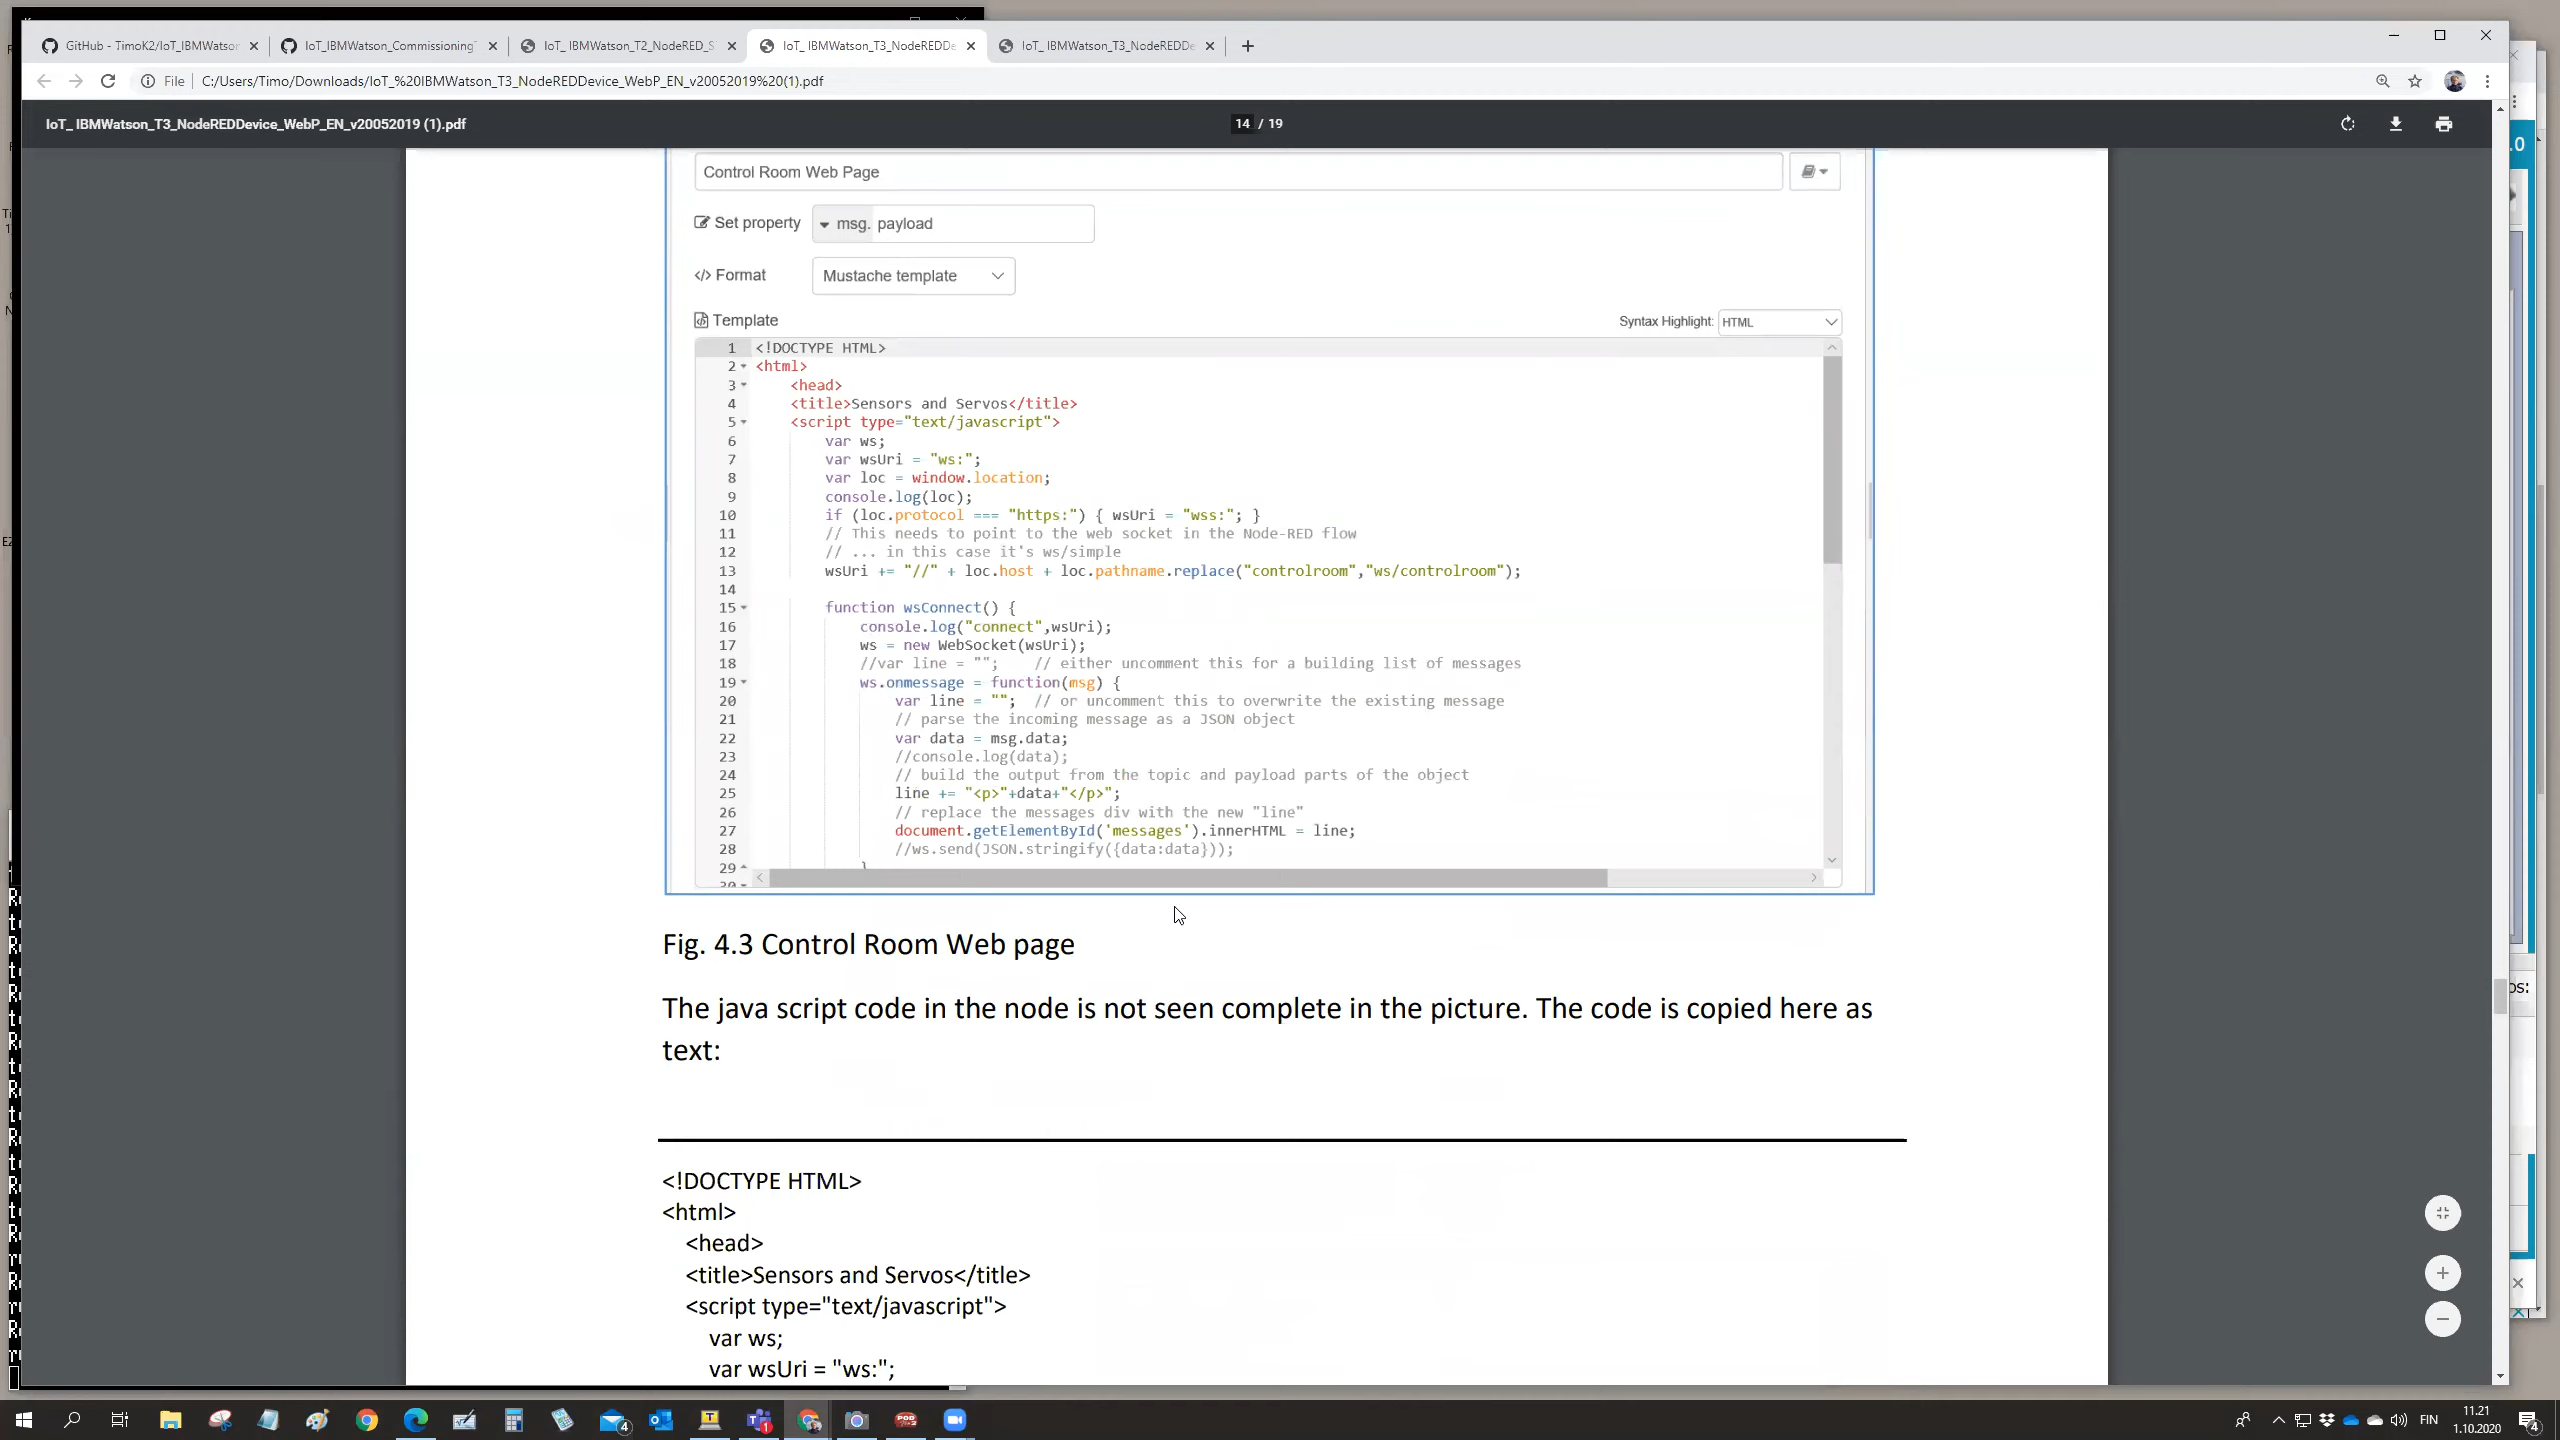 GitHub - TimoK2/IoT_IBMWatson
IoT_IBMWatson_Commissioning
IoT_ IBMWatson_T2_NodeRED_S
IoT_ IBMWatson_T3_NodeREDDe
IoT_ IBMWatson_T3_NodeREDDe
File C:/Users/Timo/Downloads/IoT_%20IBMWatson_T3_NodeREDDevice_WebP_EN_v20052019%20(1).pdf
IoT_ IBMWatson_T3_NodeREDDevice_WebP_EN_v20052019 (1).pdf
14 / 19
Control Room Web Page
Set property
msg. payload
</> Format
Mustache template
Template
Syntax Highlight: HTML
1 <!DOCTYPE HTML>
2 <html>
3 <head>
4 <title>Sensors and Servos</title>
5 <script type="text/javascript">
6 var ws;
7 var wsUri = "ws:";
8 var loc = window.location;
9 console.log(loc);
10 if (loc.protocol === "https:") { wsUri = "wss:"; }
11 // This needs to point to the web socket in the Node-RED flow
12 // ... in this case it's ws/simple
13 wsUri += "//" + loc.host + loc.pathname.replace("controlroom","ws/controlroom");
14
15 function wsConnect() {
16 console.log("connect",wsUri);
17 ws = new WebSocket(wsUri);
18 //var line = ""; // either uncomment this for a building list of messages
19 ws.onmessage = function(msg) {
20 var line = ""; // or uncomment this to overwrite the existing message
21 // parse the incoming message as a JSON object
22 var data = msg.data;
23 //console.log(data);
24 // build the output from the topic and payload parts of the object
25 line += "<p>"+data+"</p>";
26 // replace the messages div with the new "line"
27 document.getElementById('messages').innerHTML = line;
28 //ws.send(JSON.stringify({data:data}));
29 }
30
Fig. 4.3 Control Room Web page
The java script code in the node is not seen complete in the picture. The code is copied here as
text:
<!DOCTYPE HTML>
<html>
<head>
<title>Sensors and Servos</title>
<script type="text/javascript">
var ws;
var wsUri = "ws:";
FIN
11.21
1.10.2020